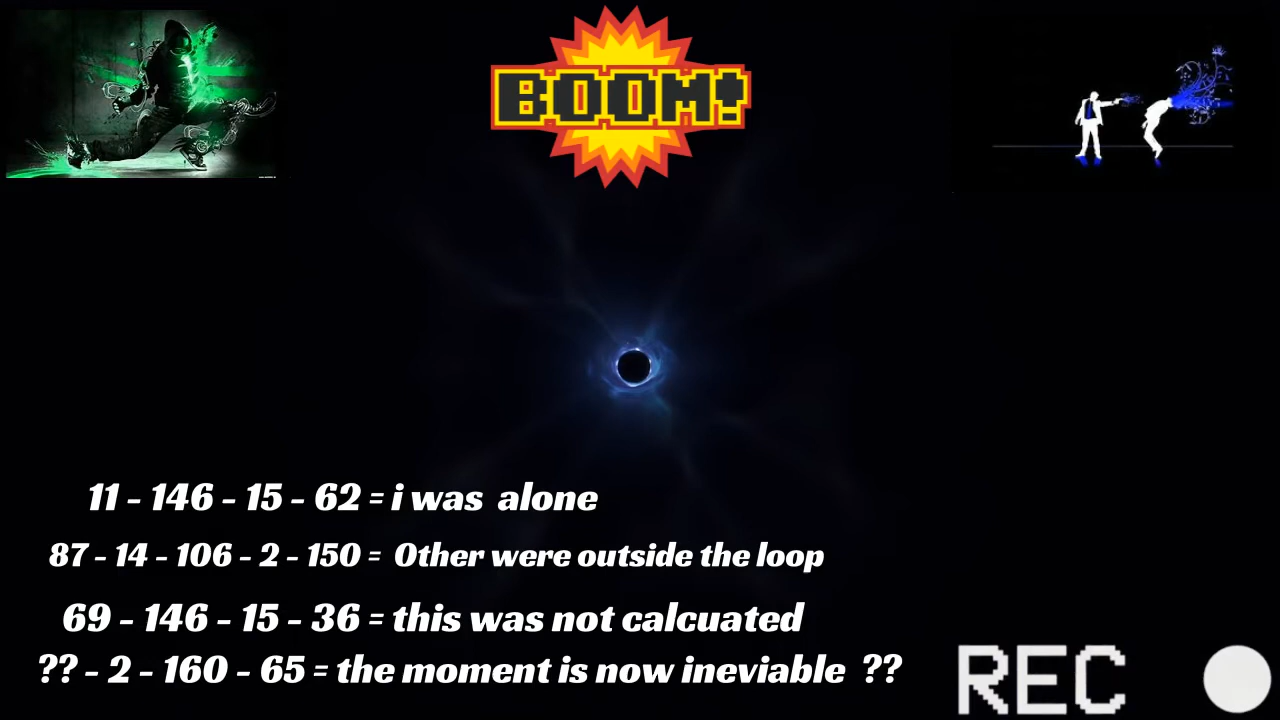 BOOM!
11 - 146 - 15 - 62 = i was alone
87 - 14 - 106 - 2 - 150 = Other were outside the loop
69 - 146 - 15 - 36 = this was not calcuated
?? - 2 - 160 - 65 = the moment is now ineviable ??
REC